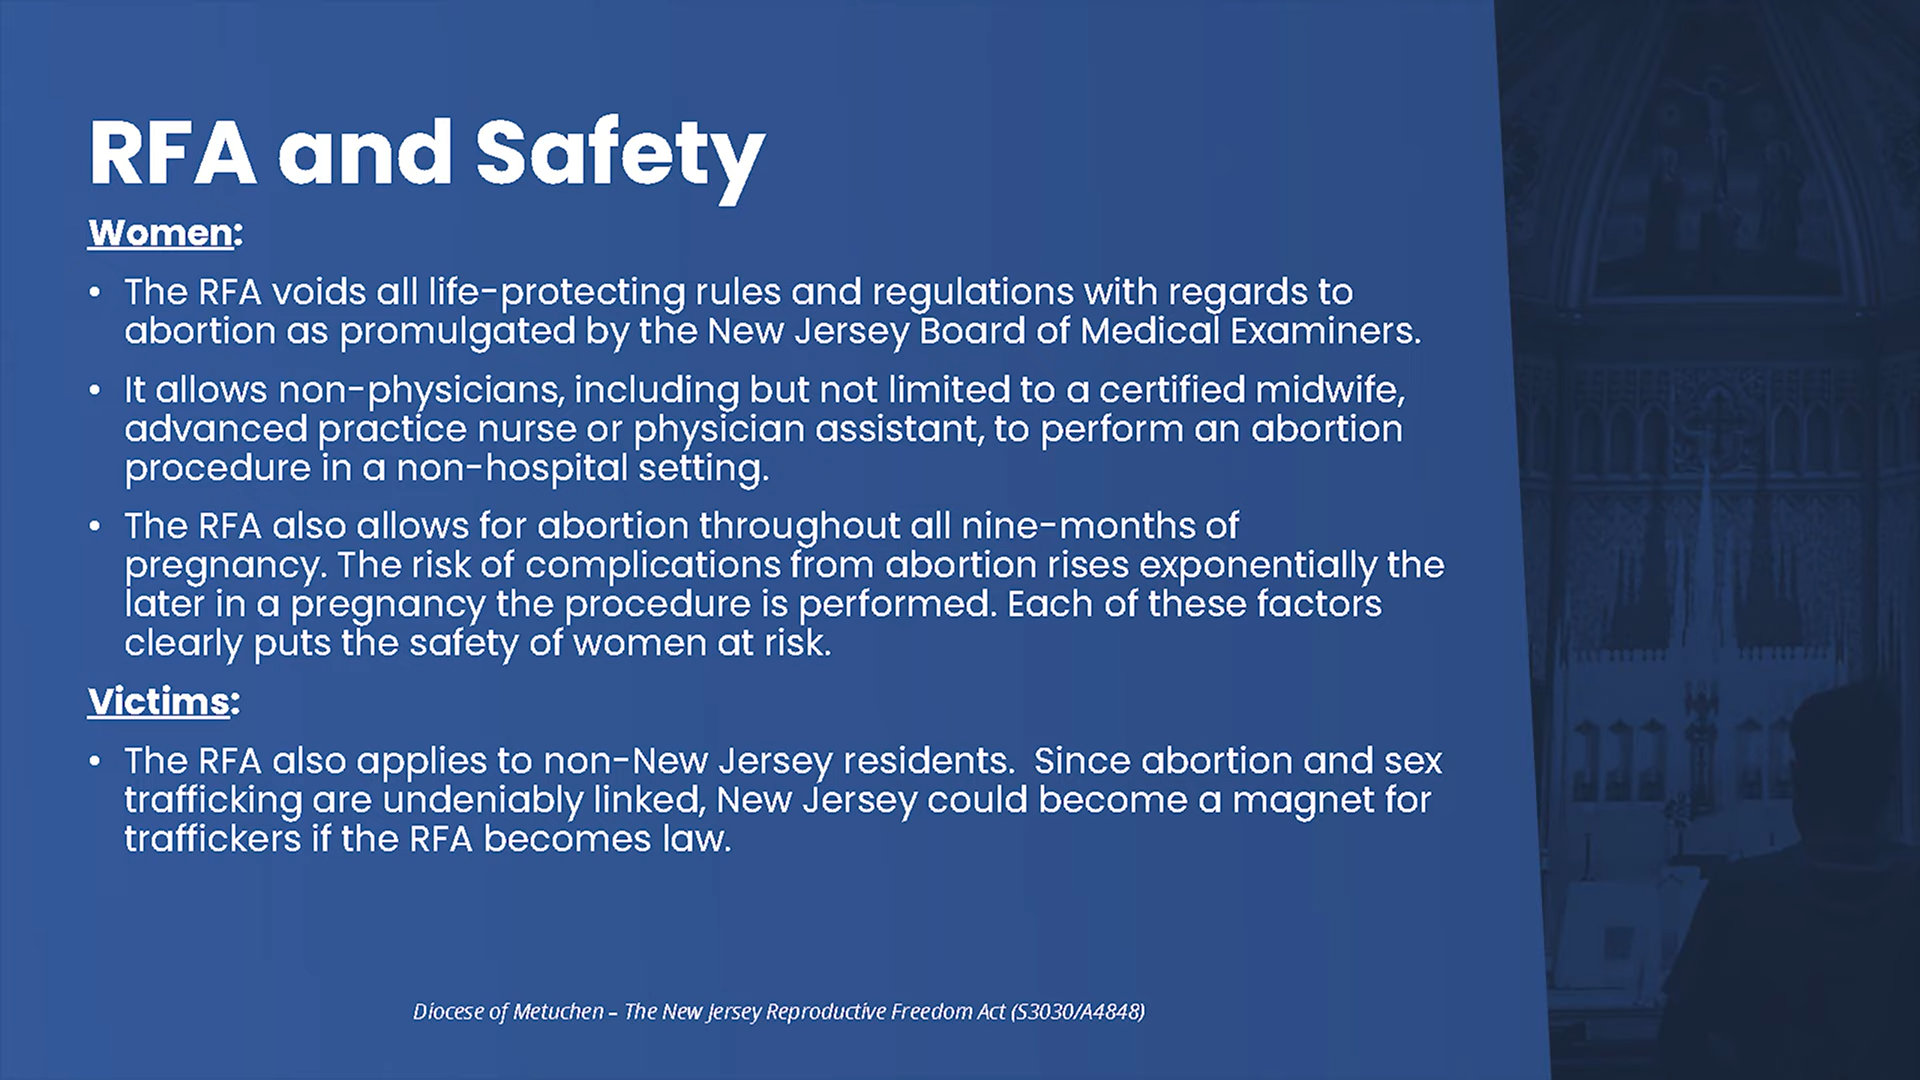 RFA and Safety
Women:
• The RFA voids all life-protecting rules and regulations with regards to
abortion as promulgated by the New Jersey Board of Medical Examiners.
• It allows non-physicians, including but not limited to a certified midwife,
advanced practice nurse or physician assistant, to perform an abortion
procedure in a non-hospital setting.
• The RFA also allows for abortion throughout all nine-months of
pregnancy. The risk of complications from abortion rises exponentially the
later in a pregnancy the procedure is performed. Each of these factors
clearly puts the safety of women at risk.
Victims:
• The RFA also applies to non-New Jersey residents.  Since abortion and sex
trafficking are undeniably linked, New Jersey could become a magnet for
traffickers if the RFA becomes law.
Diocese of Metuchen – The New Jersey Reproductive Freedom Act (S3030/A4848)